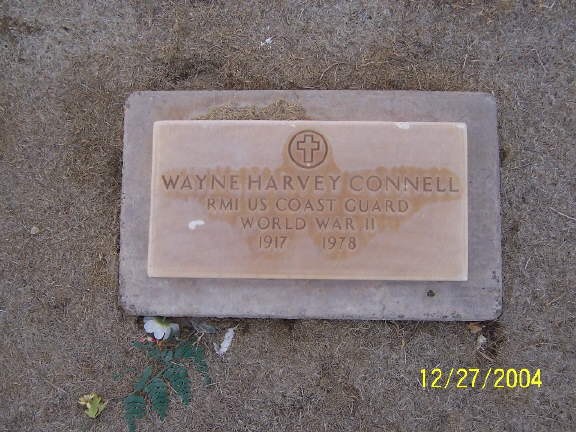 WAYNE HARVEY CONNELL
RM1 US COAST GUARD
WORLD WAR II
1917 1978
12/27/2004